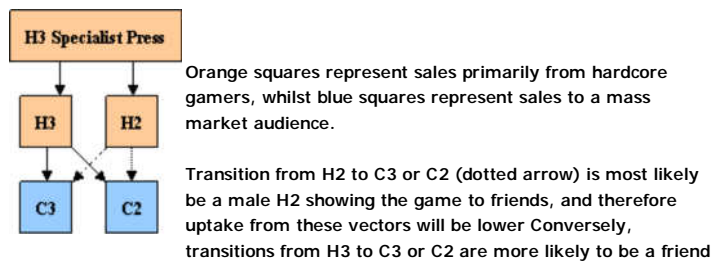 H3 Specialist Press
Orange squares represent sales primarily from hardcore
gamers, whilst blue squares represent sales to a mass
market audience.
H3 H2
Transition from H2 to C3 or C2 (dotted arrow) is most likely
be a male H2 showing the game to friends, and therefore
uptake from these vectors will be lower Conversely,
transitions from H3 to C3 or C2 are more likely to be a friend
C3 C2